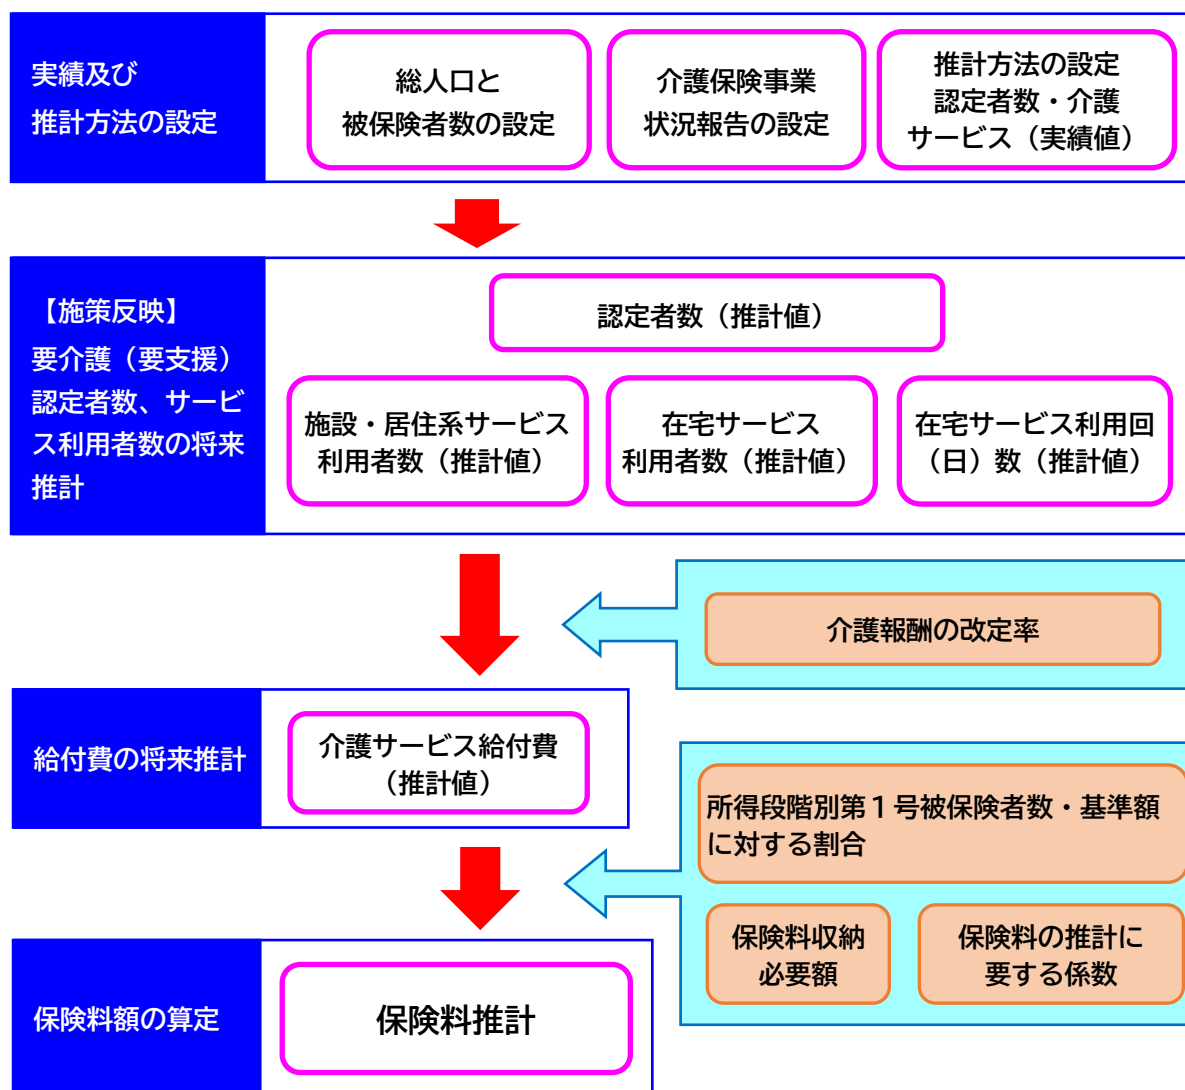 実績及び
推計方法の設定
総人口と
被保険者数の設定
介護保険事業
状況報告の設定
推計方法の設定
認定者数・介護
サービス（実績値）
【施策反映】
要介護（要支援）
認定者数、サービ
ス利用者数の将来
推計
認定者数（推計値）
施設・居住系サービス
利用者数（推計値）
在宅サービス
利用者数（推計値）
在宅サービス利用回
（日）数（推計値）
介護報酬の改定率
給付費の将来推計
介護サービス給付費
（推計値）
所得段階別第１号被保険者数・基準額
に対する割合
保険料収納
必要額
保険料の推計に
要する係数
保険料額の算定
保険料推計